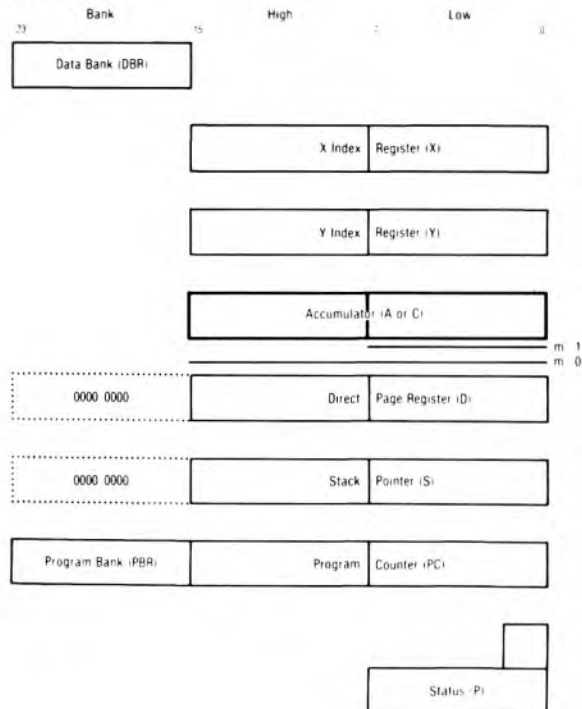 Bank High Low
23 15 7 0
Data Bank (DBR)
X Index Register (X)
Y Index Register (Y)
Accumulator (A or C)
m 1
m 0
0000 0000 Direct Page Register (D)
0000 0000 Stack Pointer (S)
Program Bank (PBR) Program Counter (PC)
Status (P)